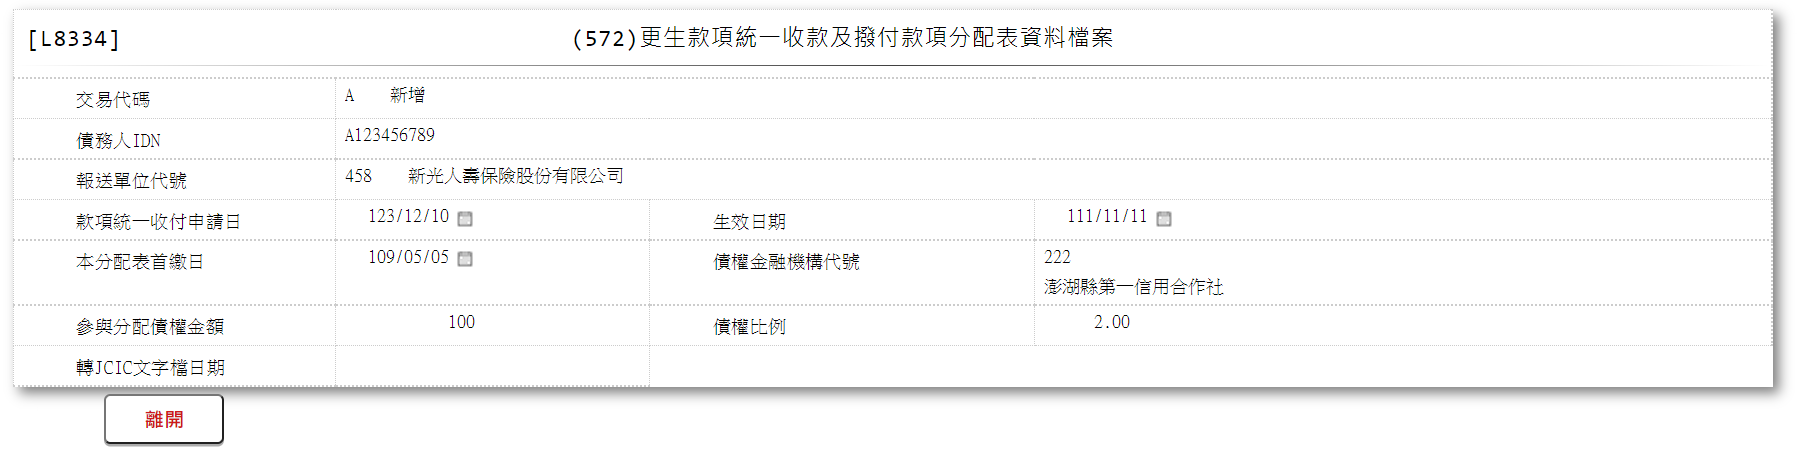 [L8334] (572)更生款項統一收款及撥付款項分配表資料檔案
交易代碼 A 新增
債務人IDN A123456789
報送單位代號 458 新光人壽保險股份有限公司
款項統一收付申請日 123/12/10 生效日期 111/11/11
本分配表首繳日 109/05/05 債權金融機構代號 222
澎湖縣第一信用合作社
參與分配債權金額 100 債權比例 2.00
轉JCIC文字檔日期
離開